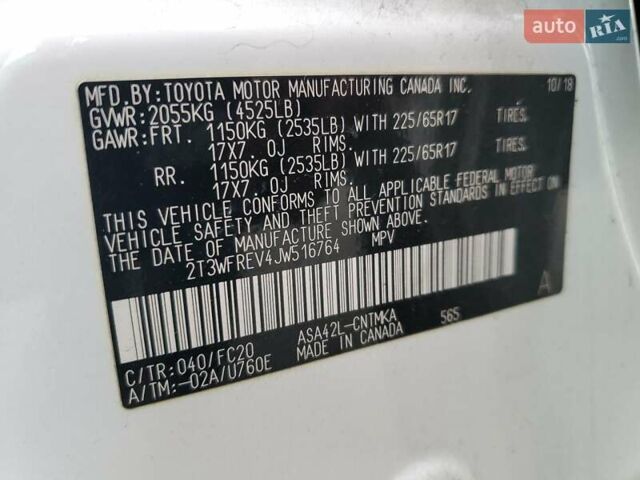 auto RIA .com
MFD.BY:TOYOTA MOTOR MANUFACTURING CANADA INC. 10/18
GVWR:2055KG (4525LB)
GAWR:FRT. 1150KG (2535LB) WITH 225/65R17 TIRES.
17X7. 0J RIMS.
RR. 1150KG (2535LB) WITH 225/65R17 TIRES.
17X7. 0J RIMS.
THIS VEHICLE CONFORMS TO ALL APPLICABLE FEDERAL MOTOR
VEHICLE SAFETY AND THEFT PREVENTION STANDARDS IN EFFECT ON
THE DATE OF MANUFACTURE SHOWN ABOVE.
2T3WFREV4JW516764 MPV
A
ASA42L-CNTMKA 565
C/TR:040/FC20 MADE IN CANADA
A/TM:-02A/U760E